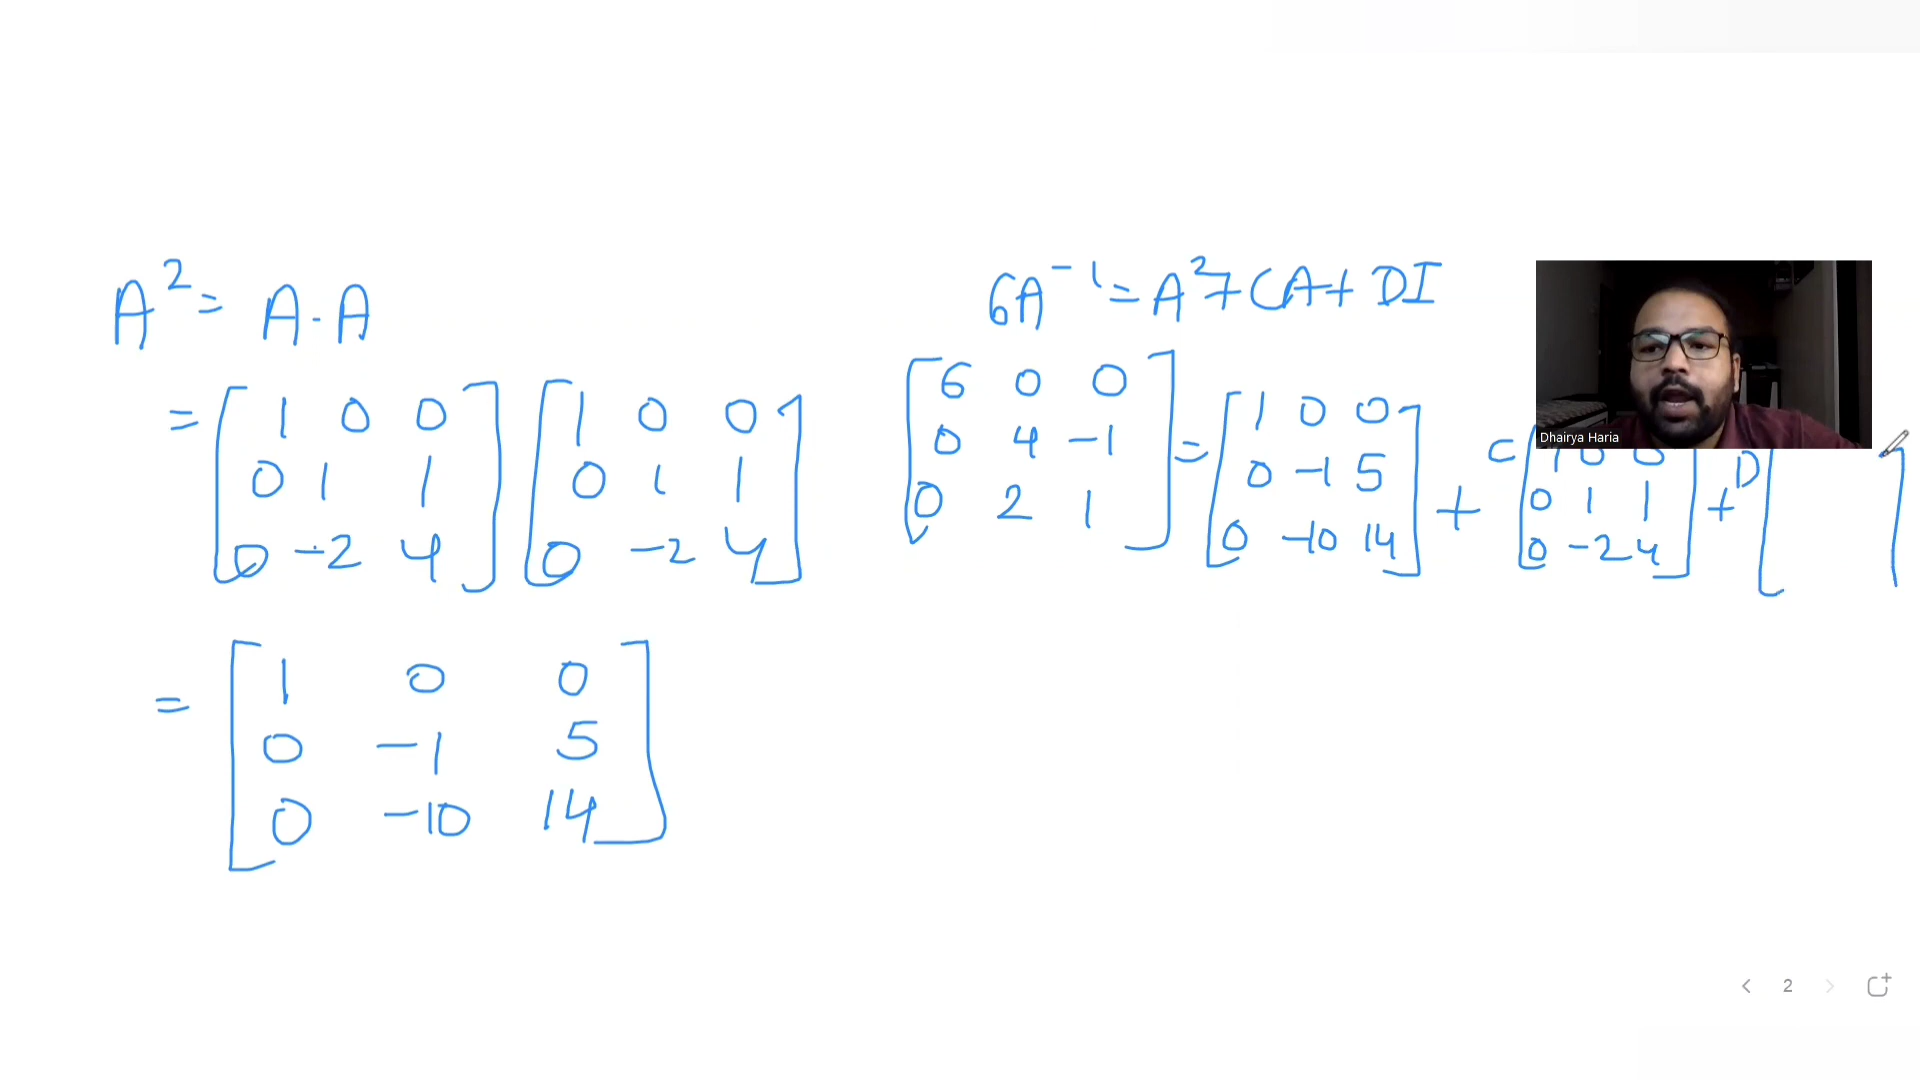 A² = A·A
= [1 0 0] [1 0 0]
[0 1 1] [0 1 1]
[0 -2 4] [0 -2 4]
= [1 0 0]
[0 -1 5]
[0 -10 14]
6A⁻¹ = A² + CA + DI
[6 0 0] = [1 0 0] + C [1 0 0] + D [ ]
[0 4 -1] [0 -1 5] [0 1 1]
[0 2 1] [0 -10 14] [0 -2 4]
Dhairya Haria
2